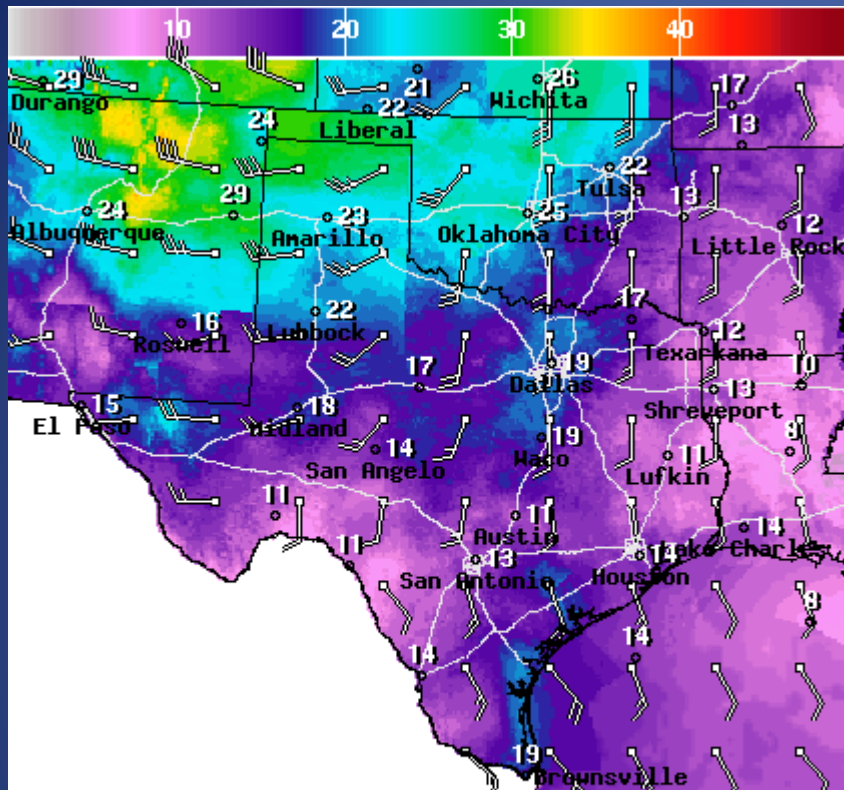 10 20 30 40
29 21 26 17
Durango 22 Wichita
24 Liberal 13
22
Tulsa
24 29 23 25 13 12
Albuquerque Amarillo Oklahoma City Little Rock
16 22 17 12
Roswell Lubbock Texarkana
17 19 10
Dallas 13
15 18 Shreveport
El Paso Midland 14 19 11 9
San Angelo Waco Lufkin
11 11 14
Austin
11 13 14 Lake Charles
San Antonio Houston
8
14 14
19
Brownsville